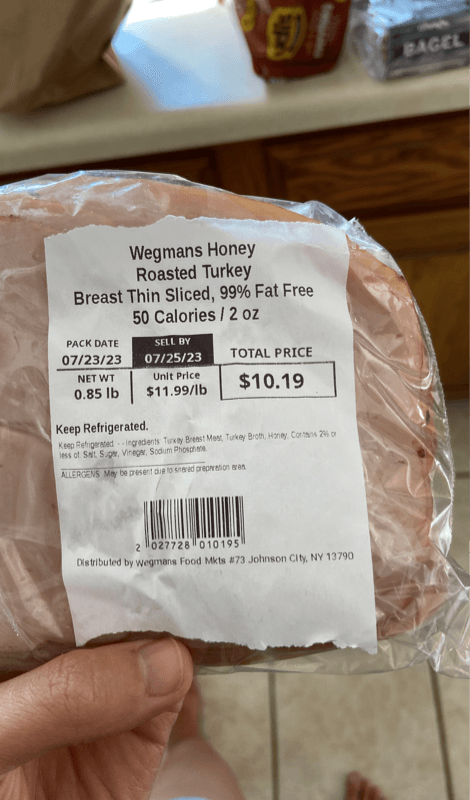 BAGEL
Wegmans Honey
Roasted Turkey
Breast Thin Sliced, 99% Fat Free
50 Calories / 2 oz
PACK DATE SELL BY
07/23/23 07/25/23 TOTAL PRICE
NET WT Unit Price
0.85 lb $11.99/lb $10.19
Keep Refrigerated.
Keep Refrigerated - - Ingredients: Turkey Breast Meat, Turkey Broth, Honey, Contains 2% or
less of: Salt, Sugar, Vinegar, Sodium Phosphate.
ALLERGENS May be present due to shared preparation area.
2 027728 010195
Distributed by Wegmans Food Mkts #73 Johnson City, NY 13790